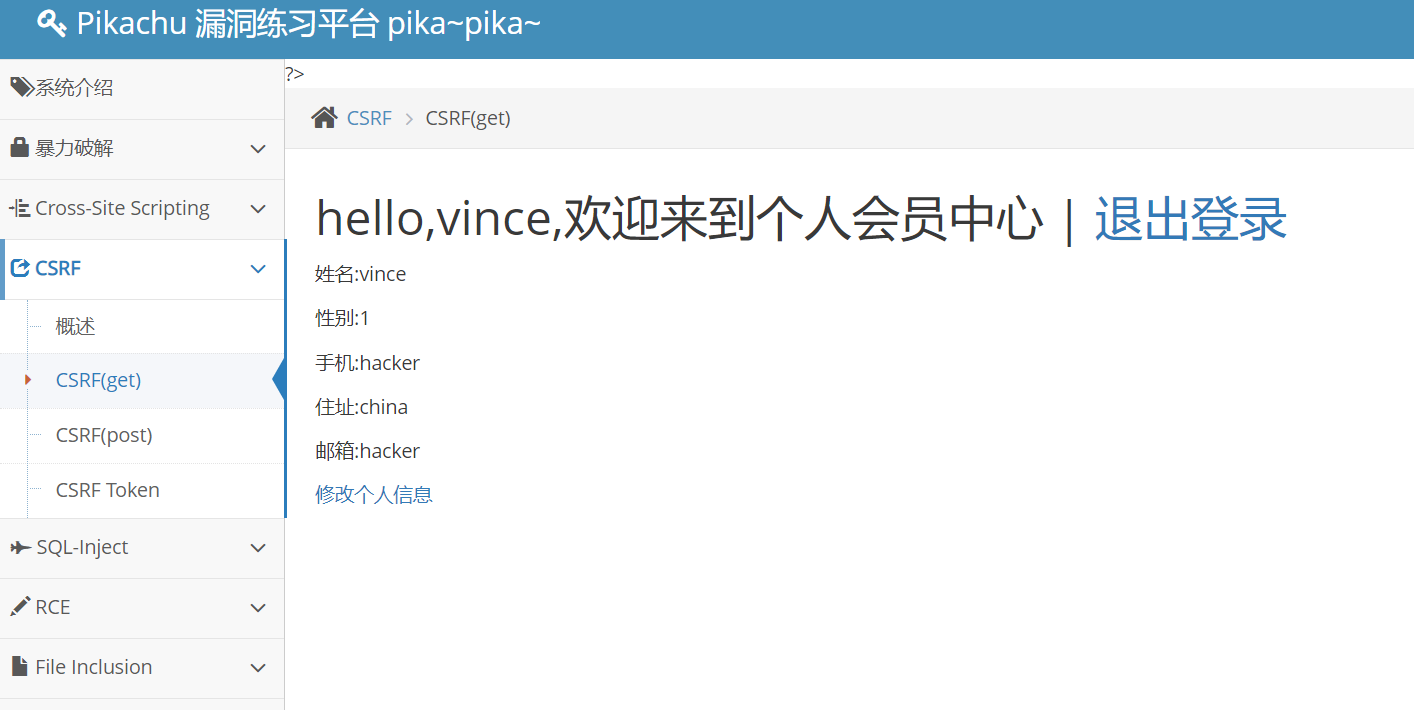 Pikachu 漏洞练习平台 pika~pika~
系统介绍
暴力破解
Cross-Site Scripting
CSRF
概述
CSRF(get)
CSRF(post)
CSRF Token
SQL-Inject
RCE
File Inclusion
?>
CSRF > CSRF(get)
hello,vince,欢迎来到个人会员中心 | 退出登录
姓名:vince
性别:1
手机:hacker
住址:china
邮箱:hacker
修改个人信息